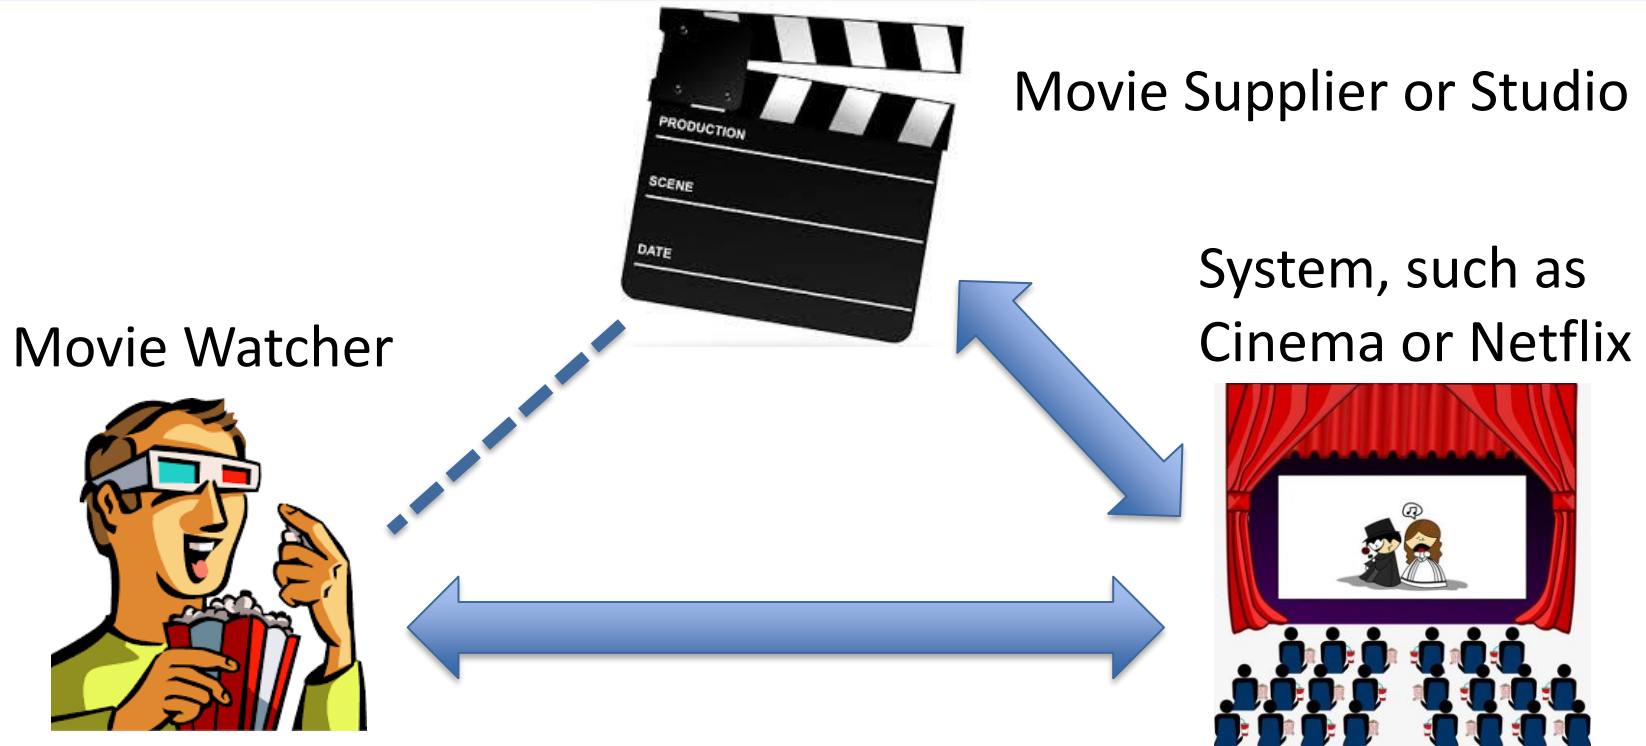 Movie Supplier or Studio
PRODUCTION
SCENE
DATE
System, such as
Cinema or Netflix
Movie Watcher